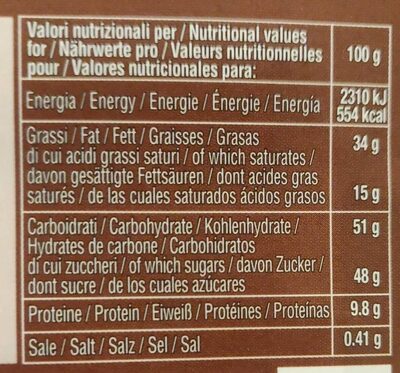 Valori nutrizionali per / Nutritional values
for / Nährwerte pro / Valeurs nutritionnelles
pour / Valores nutricionales para:
100 g
Energia / Energy / Energie / Énergie / Energía
2310 kJ
554 kcal
Grassi / Fat / Fett / Graisses / Grasas
34 g
di cui acidi grassi saturi / of which saturates /
davon gesättigte Fettsäuren / dont acides gras
saturés / de las cuales saturados ácidos grasos
15 g
Carboidrati / Carbohydrate / Kohlenhydrate /
51 g
Hydrates de carbone / Carbohidratos
di cui zuccheri / of which sugars / davon Zucker /
dont sucre / de los cuales azúcares
48 g
Proteine / Protein / Eiweiß / Protéines / Proteínas
9.8 g
Sale / Salt / Salz / Sel / Sal
0.41 g